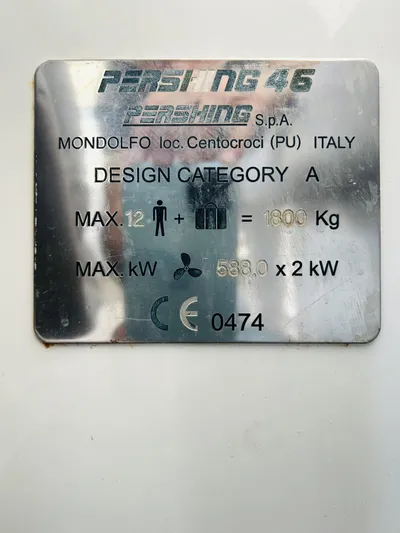 PERSHING 46
PERSHING S.p.A.
MONDOLFO loc. Centocroci (PU) ITALY
DESIGN CATEGORY A
MAX. 12 + = 1800 Kg
MAX. kW 588,0 x 2 kW
CE 0474